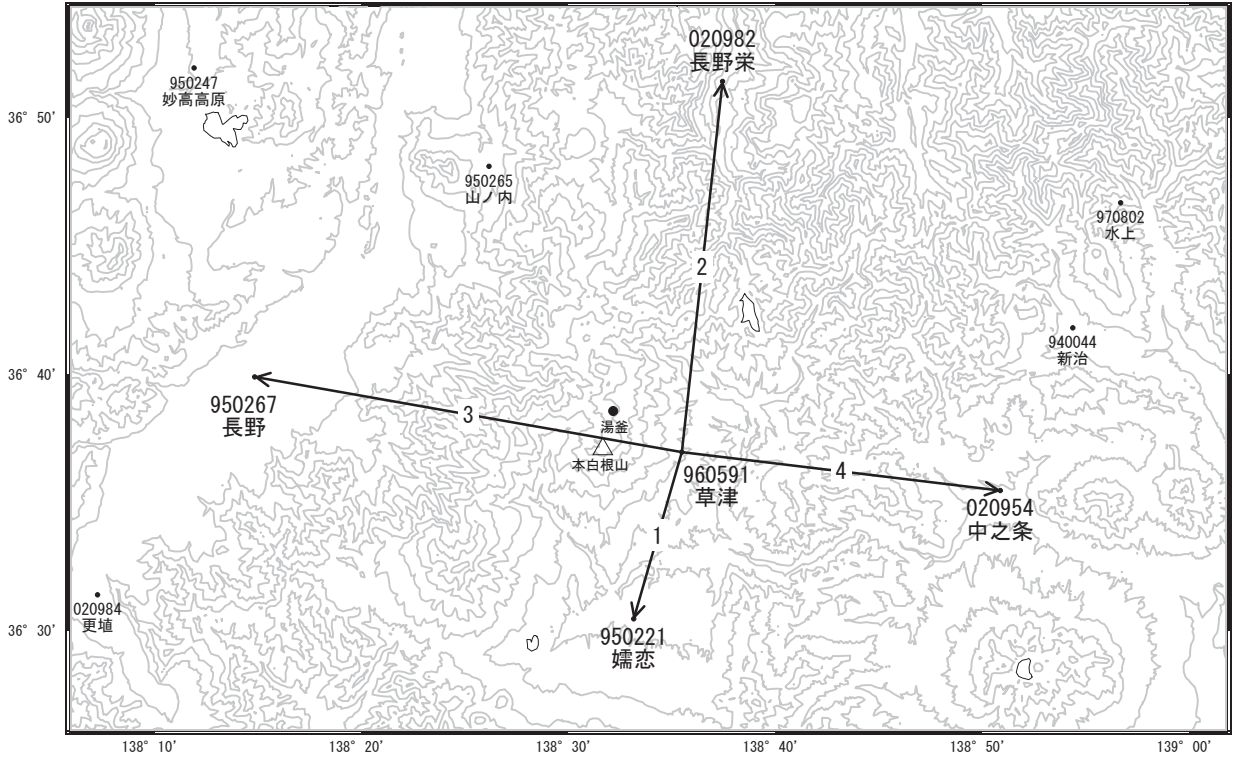 020982
長野栄
950247
妙高高原
36° 50′
950265
山ノ内
970802
水上
2
940044
新治
36° 40′
950267
長野
3
湯釜
本白根山
960591
草津
4
020954
中之条
1
020984
更埴
36° 30′
950221
嬬恋
138° 10′
138° 20′
138° 30′
138° 40′
138° 50′
139° 00′